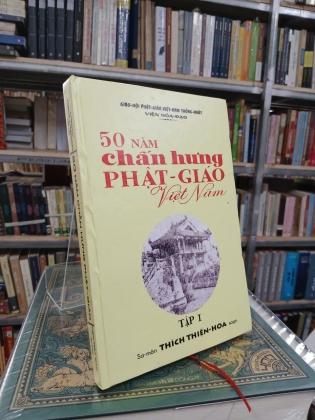 GIÁO-HỘI PHẬT-GIÁO VIỆT-NAM THỐNG-NHẤT
VIỆN HÓA-ĐẠO
50 NĂM
chấn hưng
PHẬT-GIÁO
Việt Nam
TẬP I
Sa-môn THÍCH THIỆN-HOA soạn